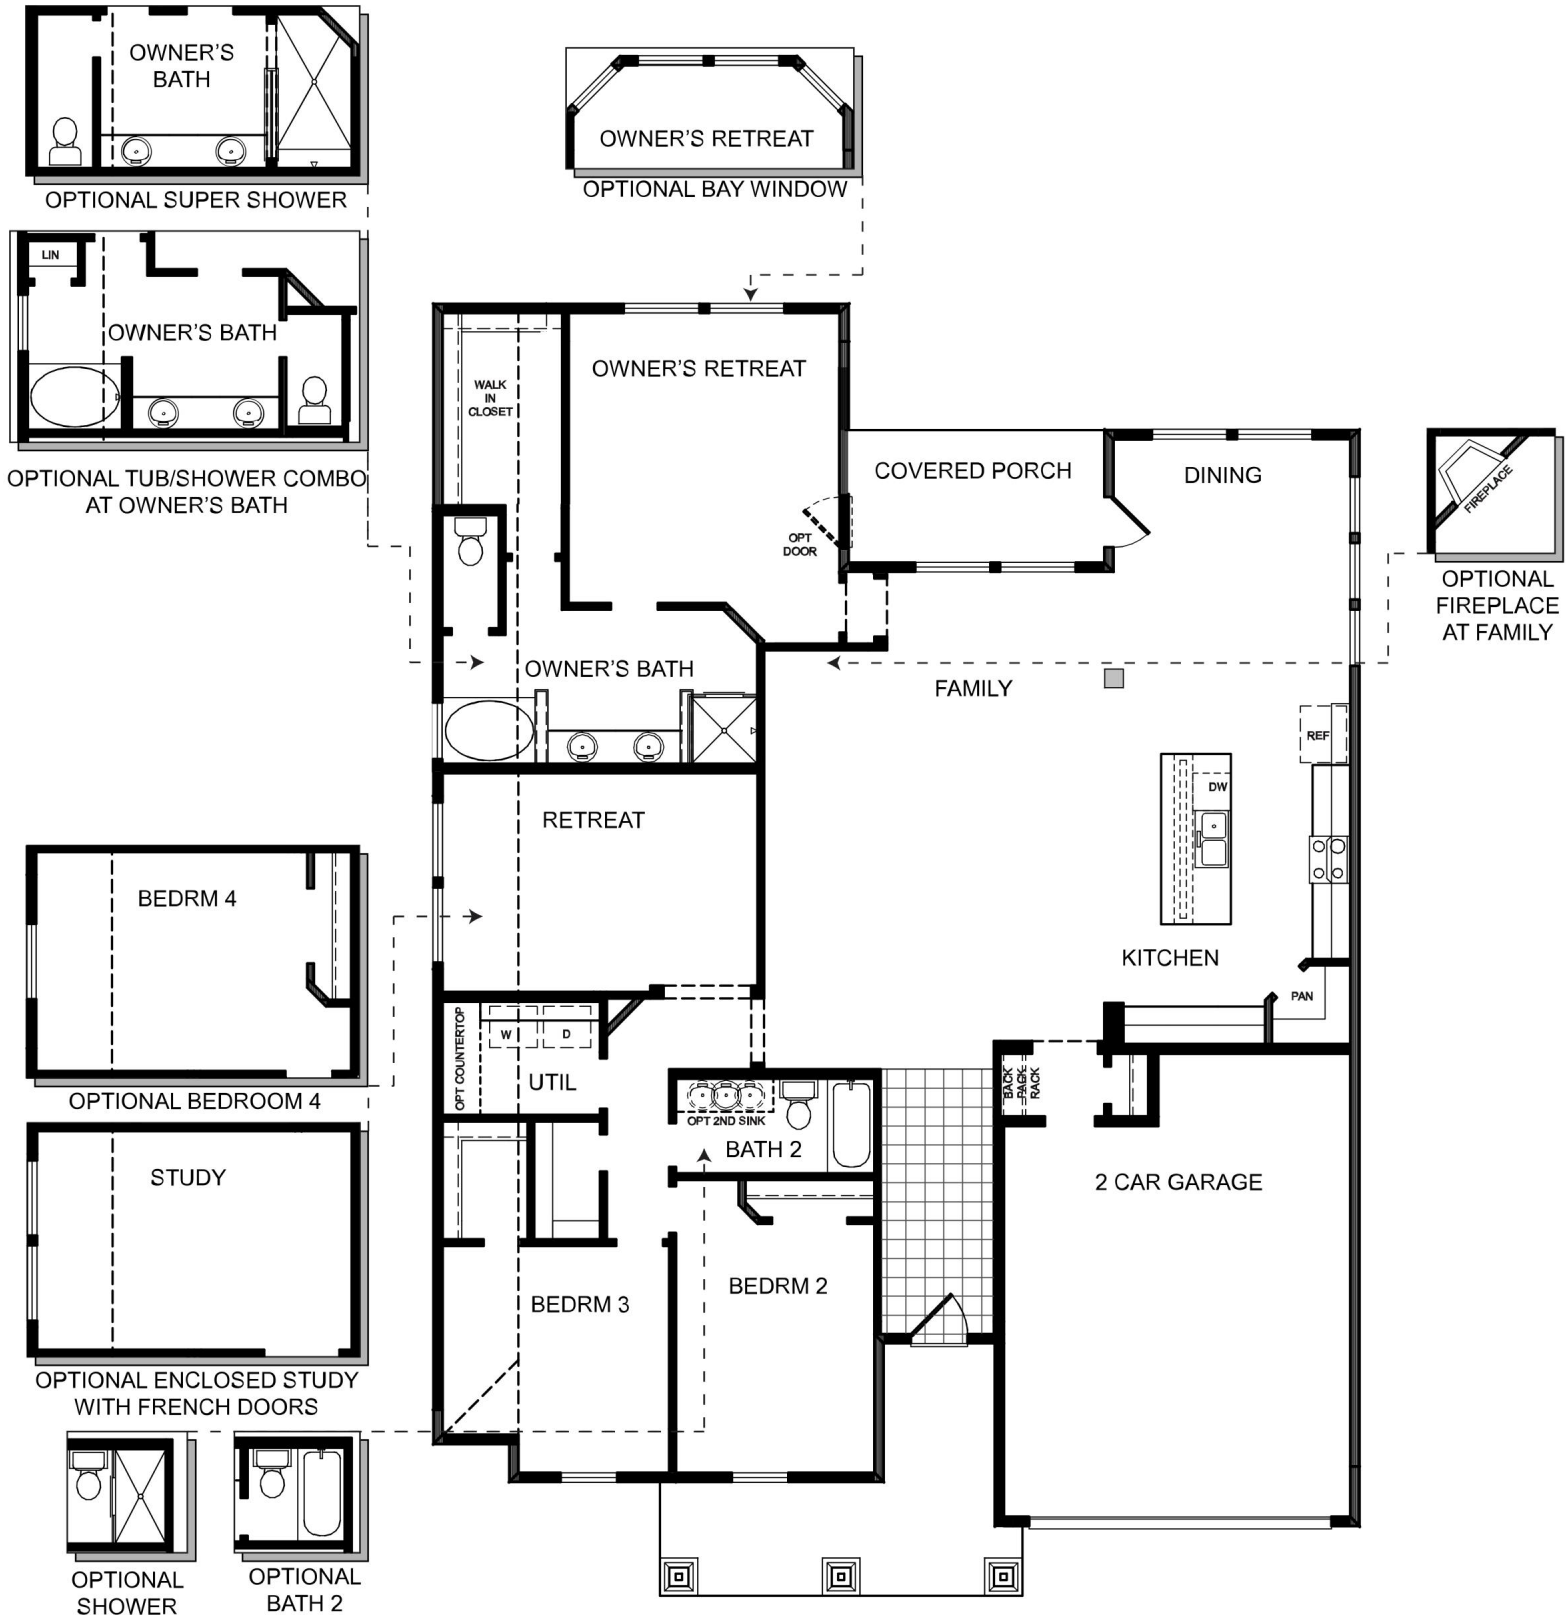 OWNER'S
BATH
OPTIONAL SUPER SHOWER
OWNER'S RETREAT
OPTIONAL BAY WINDOW
LIN
OWNER'S BATH
OPTIONAL TUB/SHOWER COMBO
AT OWNER'S BATH
WALK
IN
CLOSET
OWNER'S RETREAT
COVERED PORCH
DINING
OPT
DOOR
FIREPLACE
OPTIONAL
FIREPLACE
AT FAMILY
OWNER'S BATH
FAMILY
REF
DW
RETREAT
KITCHEN
PAN
BEDRM 4
OPTIONAL BEDROOM 4
OPT COUNTERTOP
W
D
UTIL
OPT 2ND SINK
BATH 2
BACK
PACK
RACK
2 CAR GARAGE
STUDY
OPTIONAL ENCLOSED STUDY
WITH FRENCH DOORS
BEDRM 3
BEDRM 2
OPTIONAL
SHOWER
OPTIONAL
BATH 2